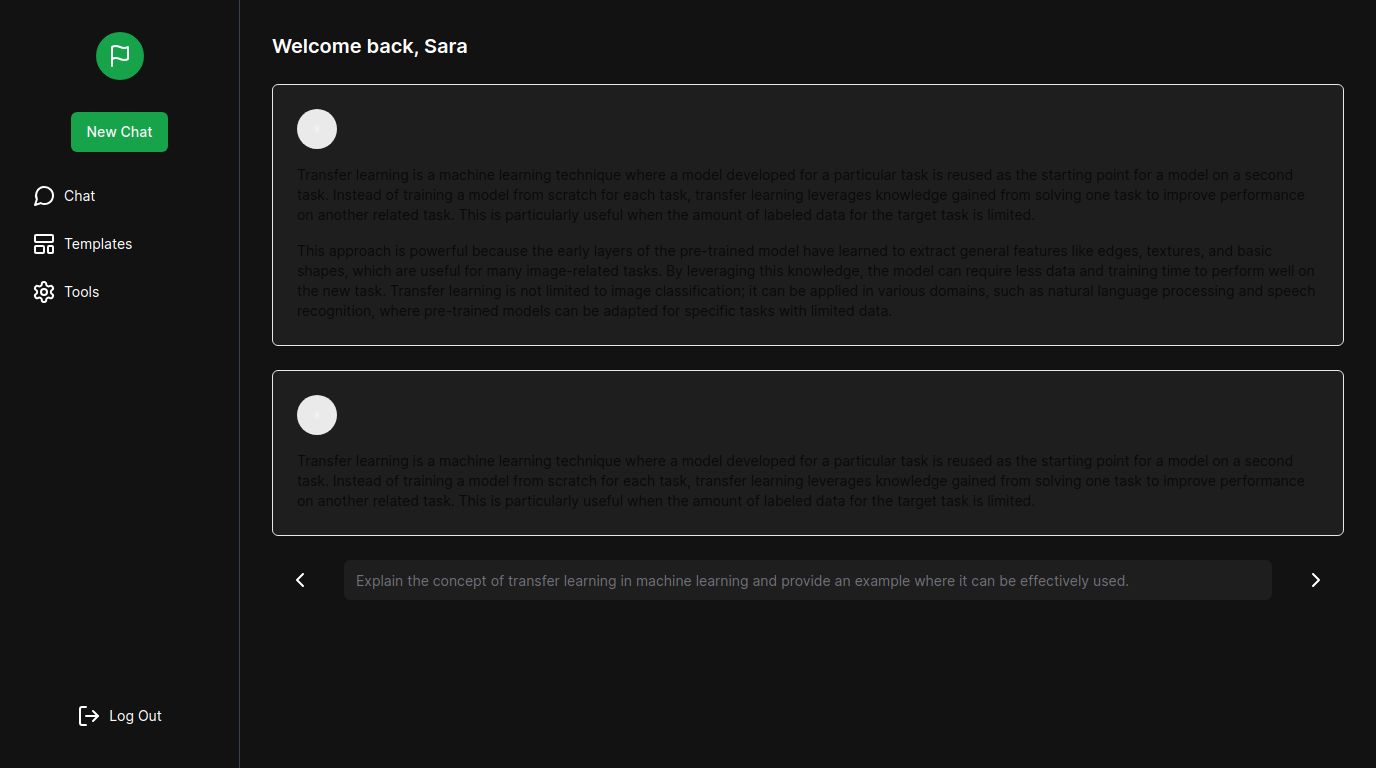 Welcome back, Sara
New Chat
Chat
Templates
Tools
Log Out
Transfer learning is a machine learning technique where a model developed for a particular task is reused as the starting point for a model on a second
task. Instead of training a model from scratch for each task, transfer learning leverages knowledge gained from solving one task to improve performance
on another related task. This is particularly useful when the amount of labeled data for the target task is limited.
This approach is powerful because the early layers of the pre-trained model have learned to extract general features like edges, textures, and basic
shapes, which are useful for many image-related tasks. By leveraging this knowledge, the model can require less data and training time to perform well on
the new task. Transfer learning is not limited to image classification; it can be applied in various domains, such as natural language processing and speech
recognition, where pre-trained models can be adapted for specific tasks with limited data.
Transfer learning is a machine learning technique where a model developed for a particular task is reused as the starting point for a model on a second
task. Instead of training a model from scratch for each task, transfer learning leverages knowledge gained from solving one task to improve performance
on another related task. This is particularly useful when the amount of labeled data for the target task is limited.
Explain the concept of transfer learning in machine learning and provide an example where it can be effectively used.